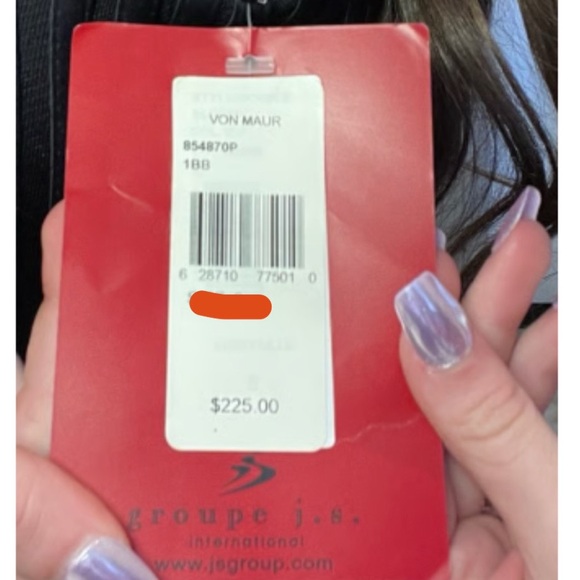 VON MAUR
854870P
1BB
6 28710 77501 0
$225.00
groupe j.s.
international
www.jsgroup.com